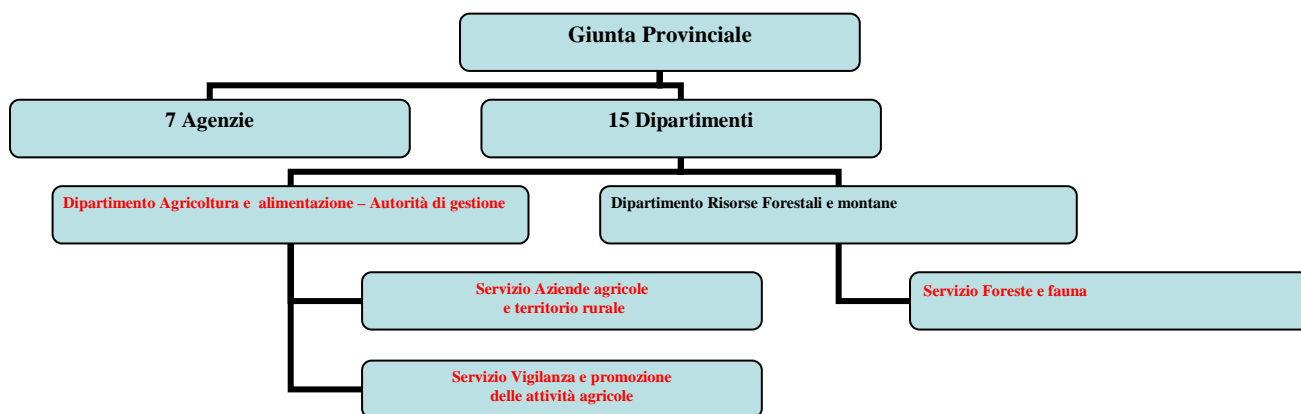 Giunta Provinciale
7 Agenzie
15 Dipartimenti
Dipartimento Agricoltura e alimentazione – Autorità di gestione
Dipartimento Risorse Forestali e montane
Servizio Aziende agricole
e territorio rurale
Servizio Foreste e fauna
Servizio Vigilanza e promozione
delle attività agricole